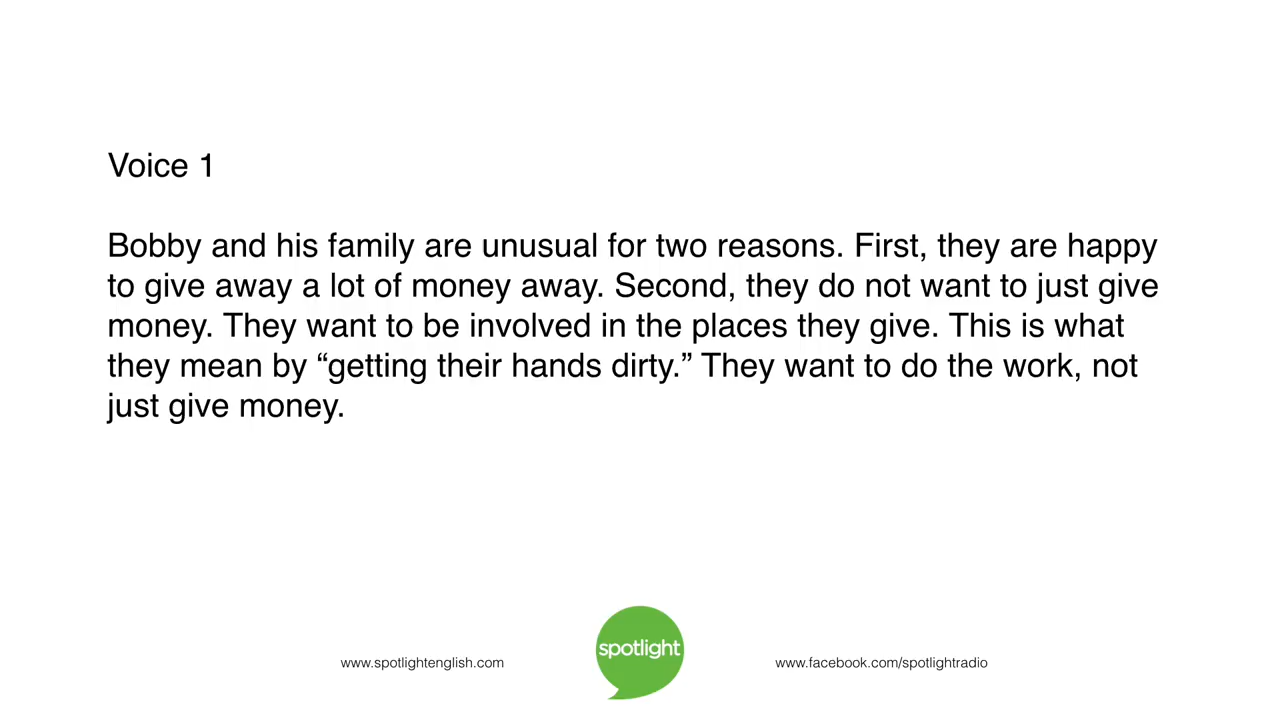 Voice 1
Bobby and his family are unusual for two reasons. First, they are happy
to give away a lot of money away. Second, they do not want to just give
money. They want to be involved in the places they give. This is what
they mean by “getting their hands dirty.” They want to do the work, not
just give money.
www.spotlightenglish.com
spotlight
www.facebook.com/spotlightradio